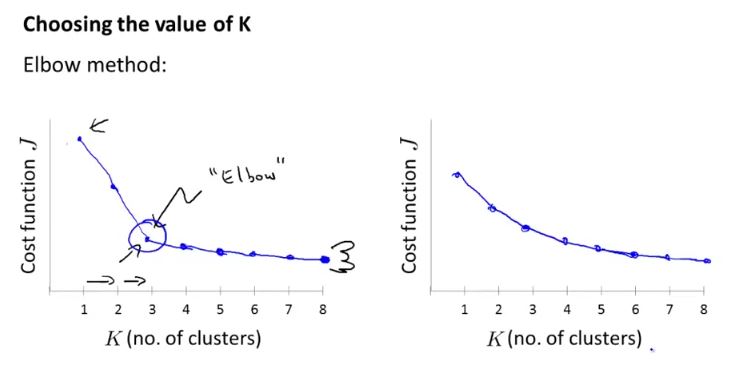 Choosing the value of K
Elbow method:
Cost function J
"Elbow"
1 2 3 4 5 6 7 8
K (no. of clusters)
Cost function J
1 2 3 4 5 6 7 8
K (no. of clusters)